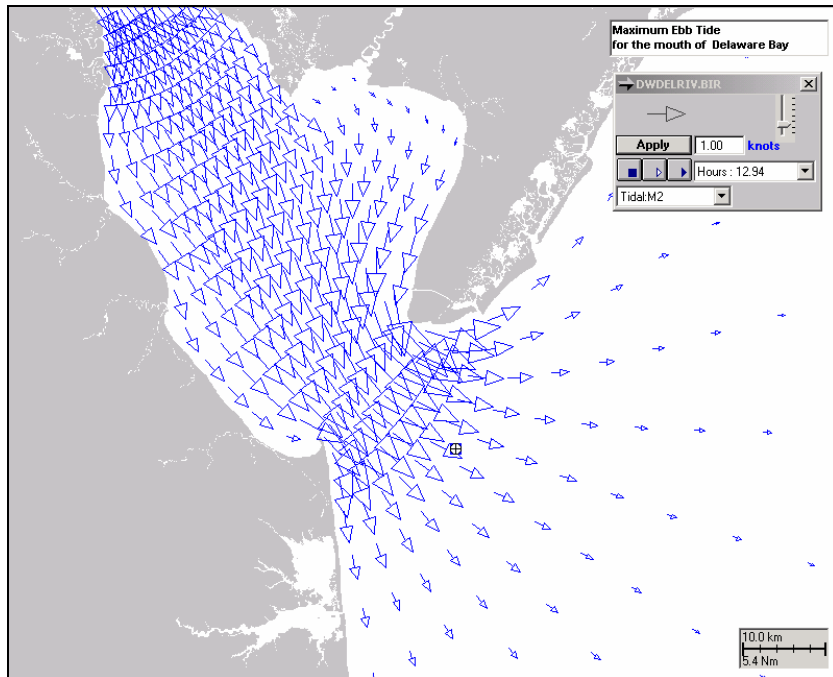 Maximum Ebb Tide
for the mouth of Delaware Bay
DWDELRIV.BIR
Apply 1.00 knots
Hours : 12.94
Tidal:M2
10.0 km
5.4 Nm